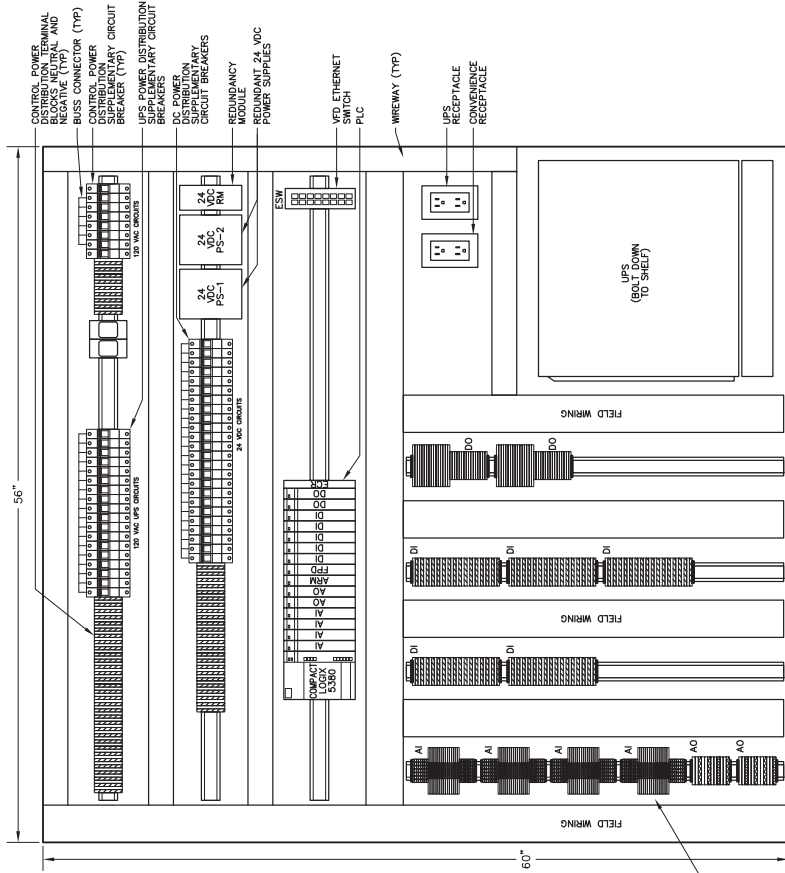 CONTROL POWER
DISTRIBUTION TERMINAL
BLOCKS NEUTRAL AND
NEGATIVE (TYP)
BUSS CONNECTOR (TYP)
CONTROL POWER
DISTRIBUTION
SUPPLEMENTARY CIRCUIT
BREAKER (TYP)
UPS POWER DISTRIBUTION
SUPPLEMENTARY CIRCUIT
BREAKERS
DC POWER
DISTRIBUTION
SUPPLEMENTARY
CIRCUIT BREAKERS
REDUNDANCY
MODULE
REDUNDANT 24 VDC
POWER SUPPLIES
VFD ETHERNET
SWITCH
PLC
WIREWAY (TYP)
UPS
RECEPTACLE
CONVENIENCE
RECEPTACLE
56"
60"
120 VAC UPS CIRCUITS
120 VAC CIRCUITS
24 VDC CIRCUITS
24
VDC
PS-1
24
VDC
PS-2
24
VDC
RM
COMPACT
LOGIX
5380
AI
AI
AI
AI
AO
AO
ARM
FPD
DI
DI
DI
DI
DI
DO
DO
ECR
ESW
FIELD WIRING
AI
AI
AI
AI
AO
AO
DI
DI
FIELD WIRING
DI
DI
DI
DO
DO
FIELD WIRING
UPS
(BOLT DOWN
TO SHELF)